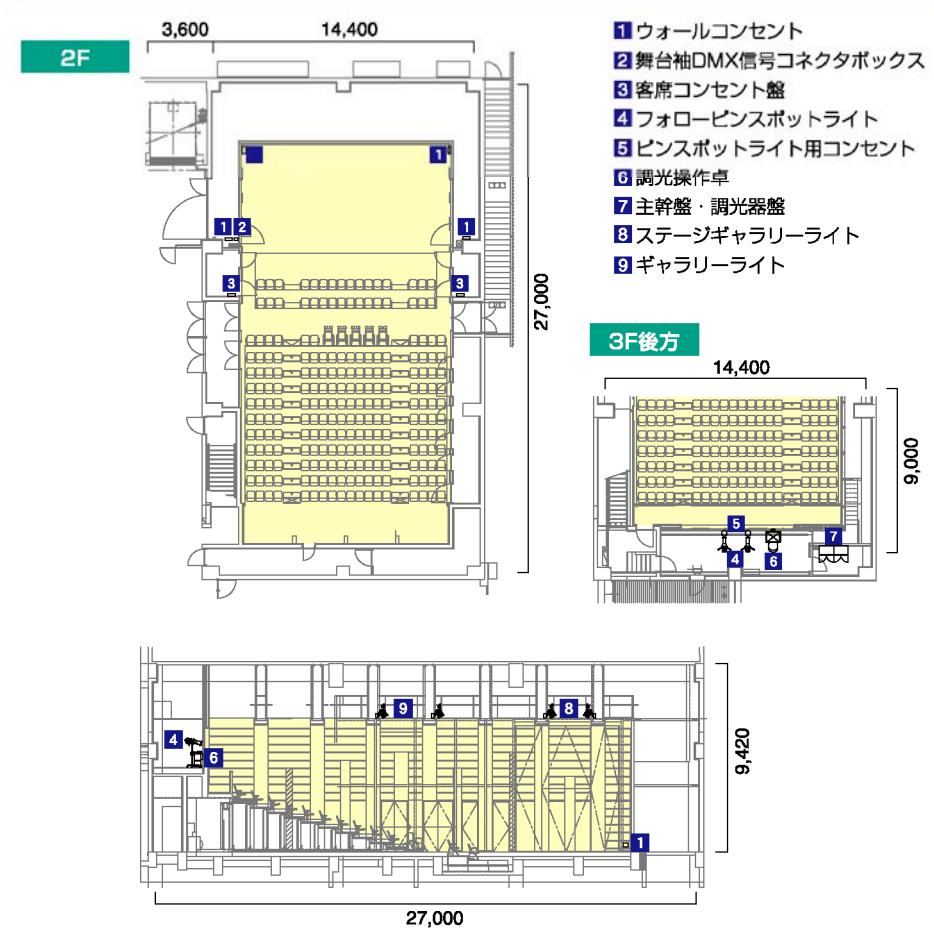 2F
3,600
14,400
27,000
1
1
2
1
3
3
1 ウォールコンセント
2 舞台袖DMX信号コネクタボックス
3 客席コンセント盤
4 フォローピンスポットライト
5 ピンスポットライト用コンセント
6 調光操作卓
7 主幹盤・調光器盤
8 ステージギャラリーライト
9 ギャラリーライト
3F後方
14,400
9,000
5
7
4
6
9
8
4
6
1
9,420
27,000